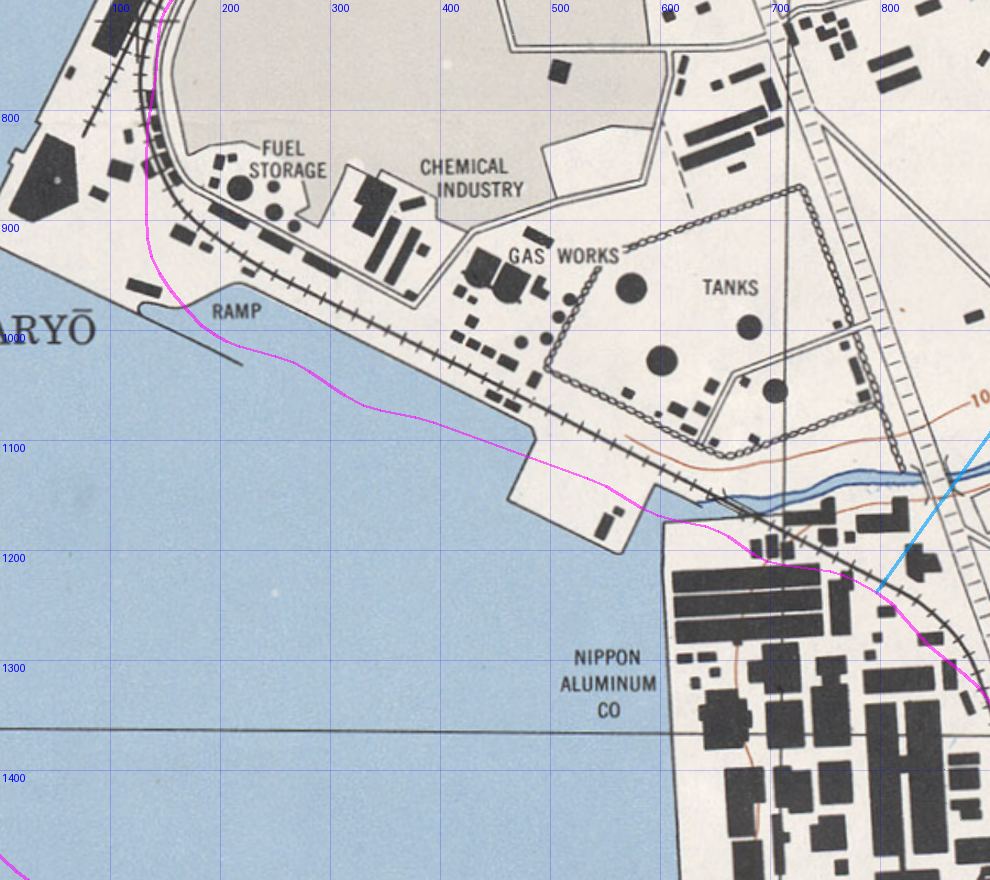 100 200 300 400 500 600 700 800
800
FUEL
STORAGE
CHEMICAL
INDUSTRY
900
GAS WORKS
TANKS
RAMP
ARYŌ
1000
10
1100
1200
1300
NIPPON
ALUMINUM
CO
1400